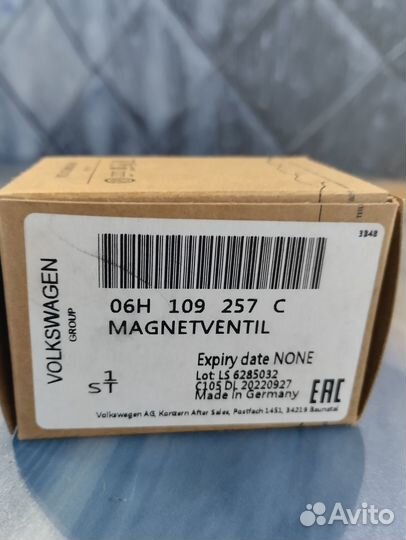 3848
VOLKSWAGEN
GROUP
06H 109 257 C
MAGNETVENTIL
1
ST
Expiry date NONE
Lot LS 6285032
C105 DL 20220927
Made in Germany
EAC
Volkswagen AG, Konzern After Sales, Postfach 1451, 34219 Baunatal
Avito